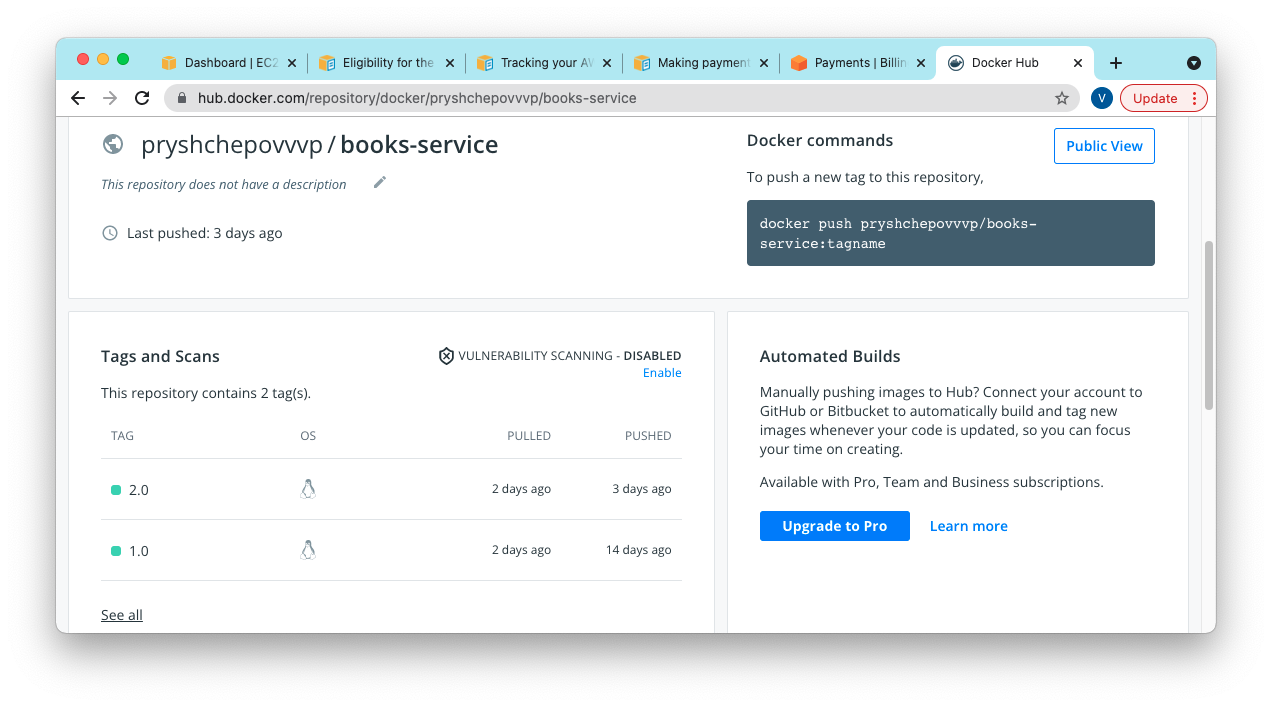 Dashboard | EC2
Eligibility for the
Tracking your AW
Making payment
Payments | Billin
Docker Hub
hub.docker.com/repository/docker/pryshchepovvvp/books-service
V
Update
pryshchepovvvp / books-service
This repository does not have a description
Last pushed: 3 days ago
Docker commands
Public View
To push a new tag to this repository,
docker push pryshchepovvvp/books-
service:tagname
Tags and Scans
VULNERABILITY SCANNING - DISABLED
Enable
This repository contains 2 tag(s).
TAG OS PULLED PUSHED
2.0 2 days ago 3 days ago
1.0 2 days ago 14 days ago
See all
Automated Builds
Manually pushing images to Hub? Connect your account to
GitHub or Bitbucket to automatically build and tag new
images whenever your code is updated, so you can focus
your time on creating.
Available with Pro, Team and Business subscriptions.
Upgrade to Pro Learn more